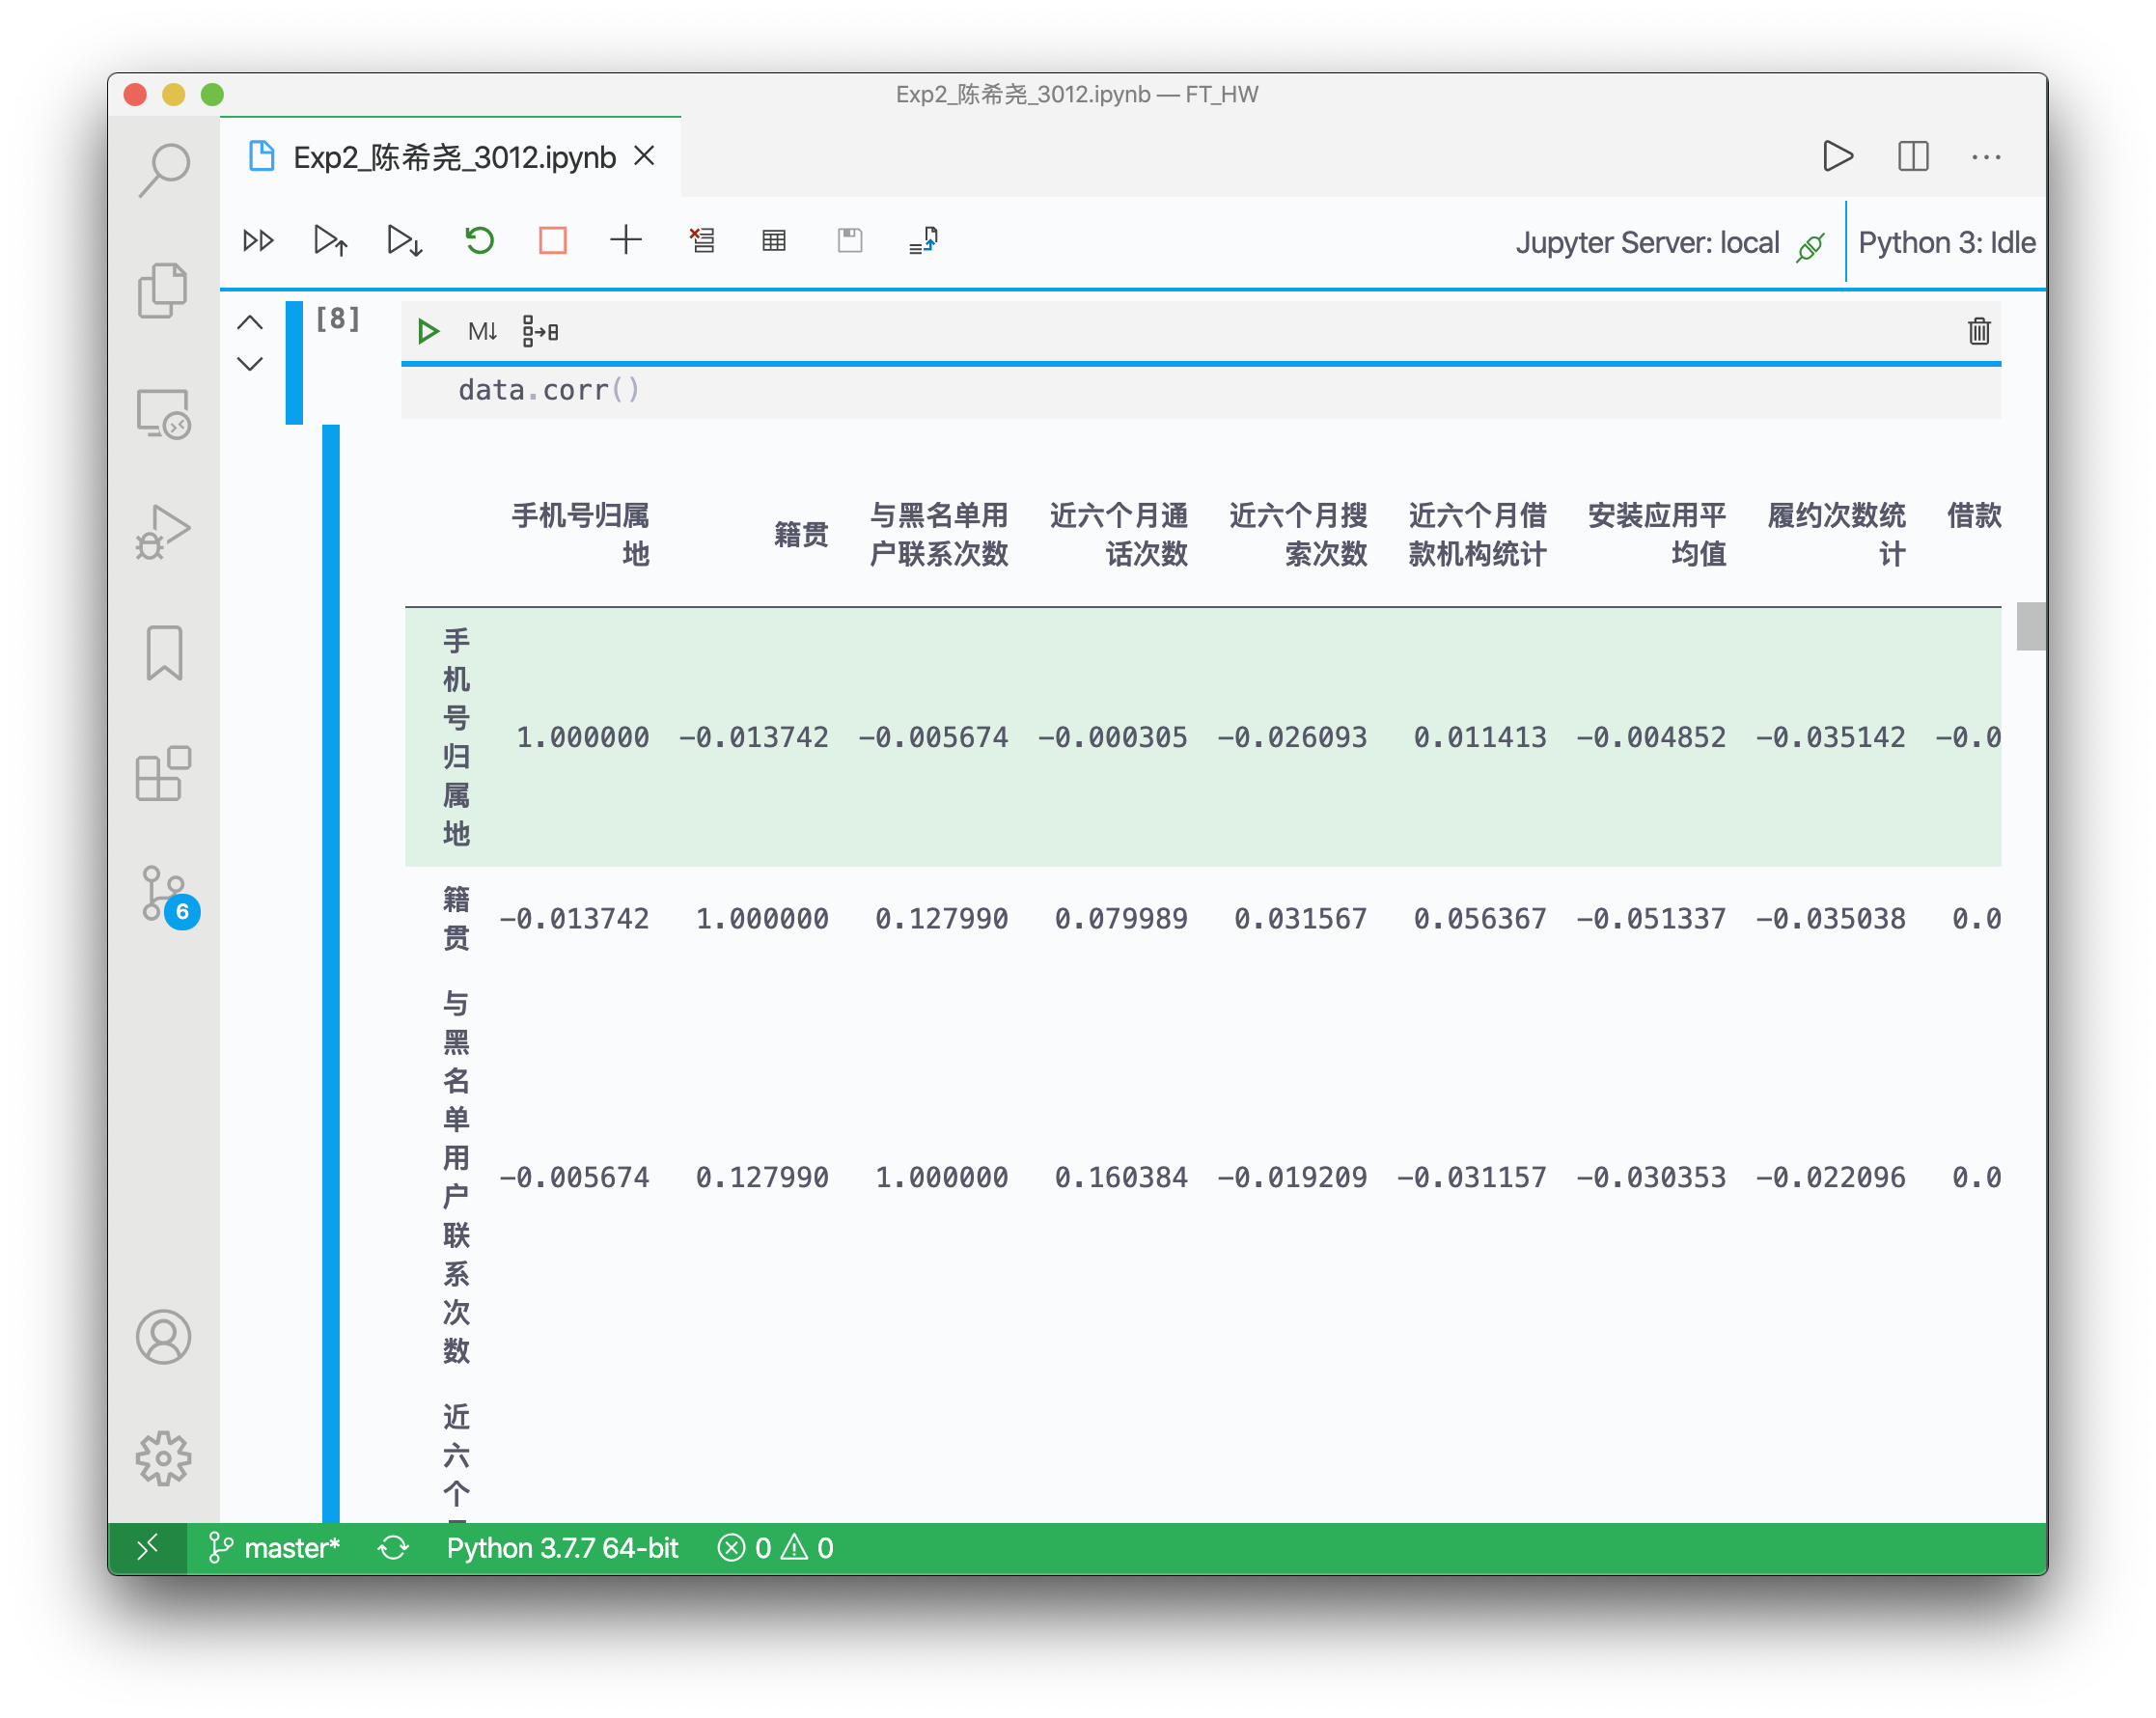 Exp2_陈希尧_3012.ipynb — FT_HW
Exp2_陈希尧_3012.ipynb
Jupyter Server: local
Python 3: Idle
[8]
M↓
data.corr()
手机号归属地 籍贯 与黑名单用户联系次数 近六个月通话次数 近六个月搜索次数 近六个月借款机构统计 安装应用平均值 履约次数统计 借款
手机号归属地 1.000000 -0.013742 -0.005674 -0.000305 -0.026093 0.011413 -0.004852 -0.035142 -0.0
籍贯 -0.013742 1.000000 0.127990 0.079989 0.031567 0.056367 -0.051337 -0.035038 0.0
与黑名单用户联系次数 -0.005674 0.127990 1.000000 0.160384 -0.019209 -0.031157 -0.030353 -0.022096 0.0
近六个
6
master*
Python 3.7.7 64-bit
0
0